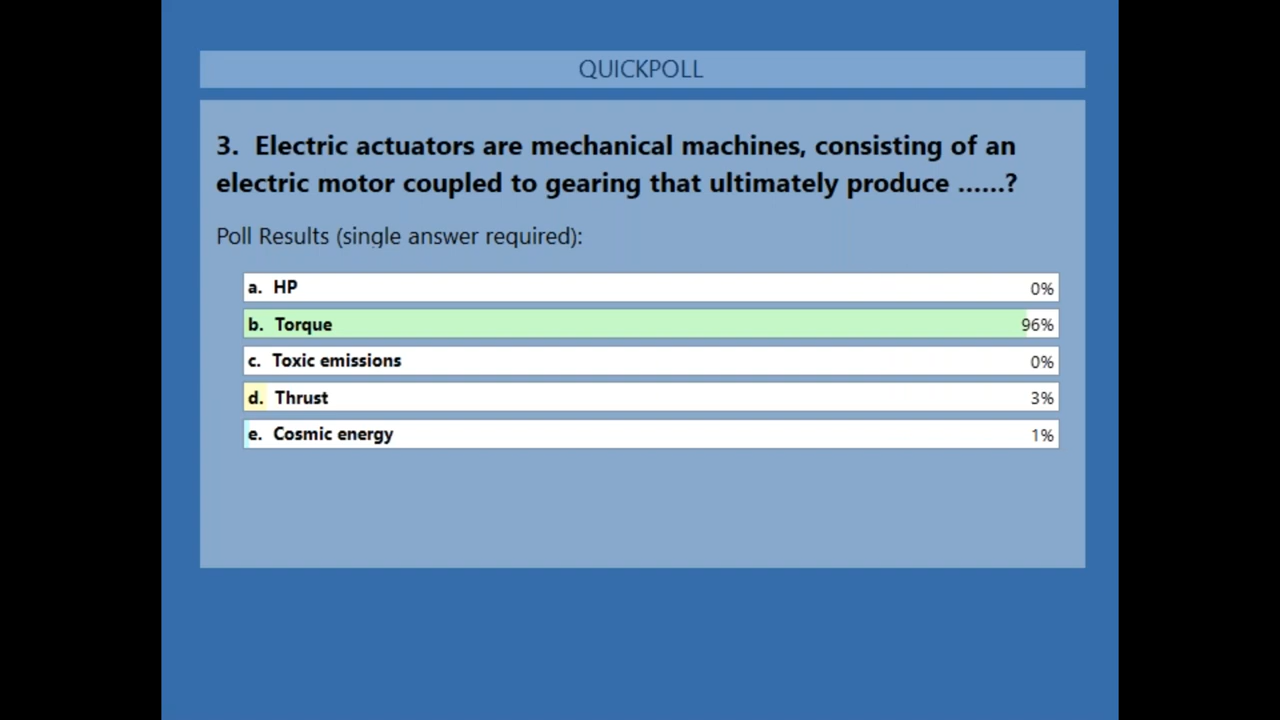 QUICKPOLL
3. Electric actuators are mechanical machines, consisting of an
electric motor coupled to gearing that ultimately produce ......?
Poll Results (single answer required):
a. HP 0%
b. Torque 96%
c. Toxic emissions 0%
d. Thrust 3%
e. Cosmic energy 1%